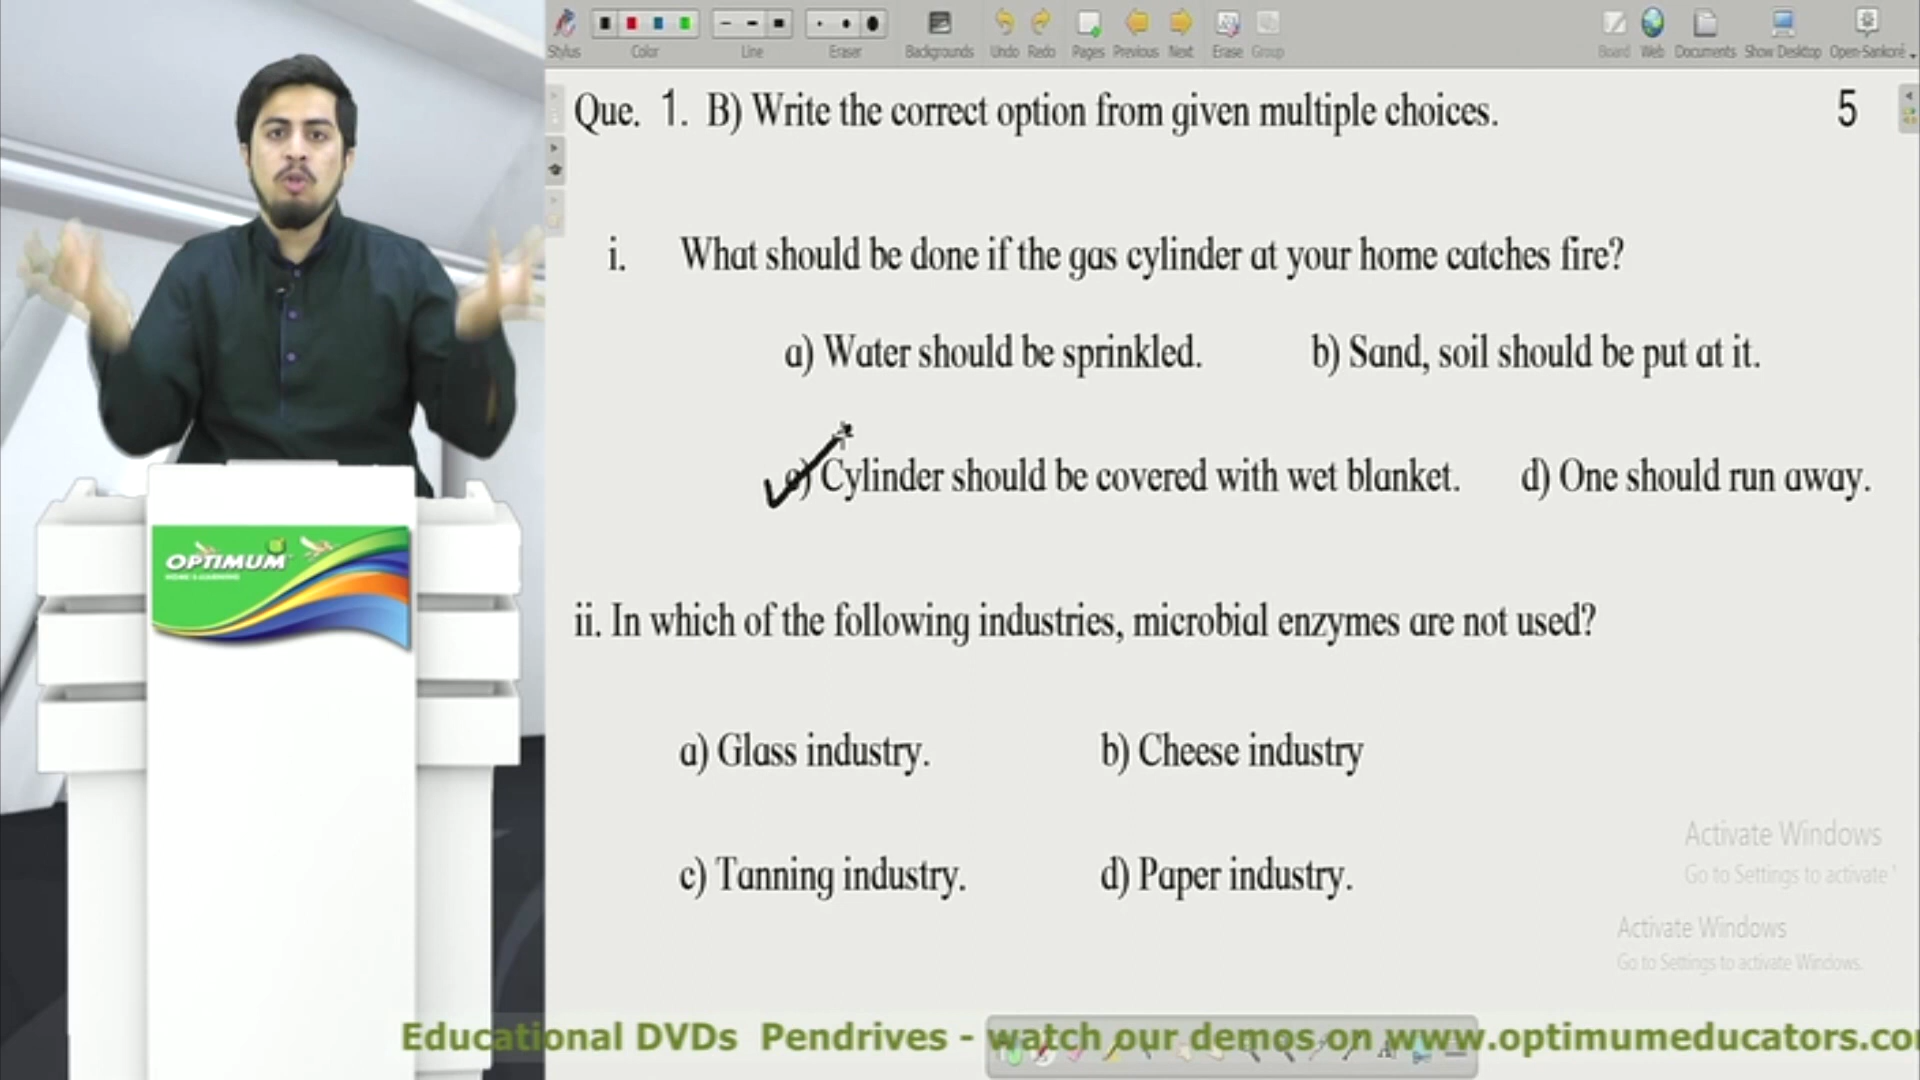 Stylus Color Line Eraser Backgrounds Undo Redo Pages Previous Next Erase Group Board Web Documents Show Desktop Open-Sankoré
Que. 1. B) Write the correct option from given multiple choices. 5
i. What should be done if the gas cylinder at your home catches fire?
a) Water should be sprinkled. b) Sand, soil should be put at it.
c) Cylinder should be covered with wet blanket. d) One should run away.
OPTIMUM
ii. In which of the following industries, microbial enzymes are not used?
a) Glass industry. b) Cheese industry
c) Tanning industry. d) Paper industry.
Activate Windows
Go to Settings to activate
Activate Windows
Go to Settings to activate Windows.
Educational DVDs Pendrives - watch our demos on www.optimumeducators.co